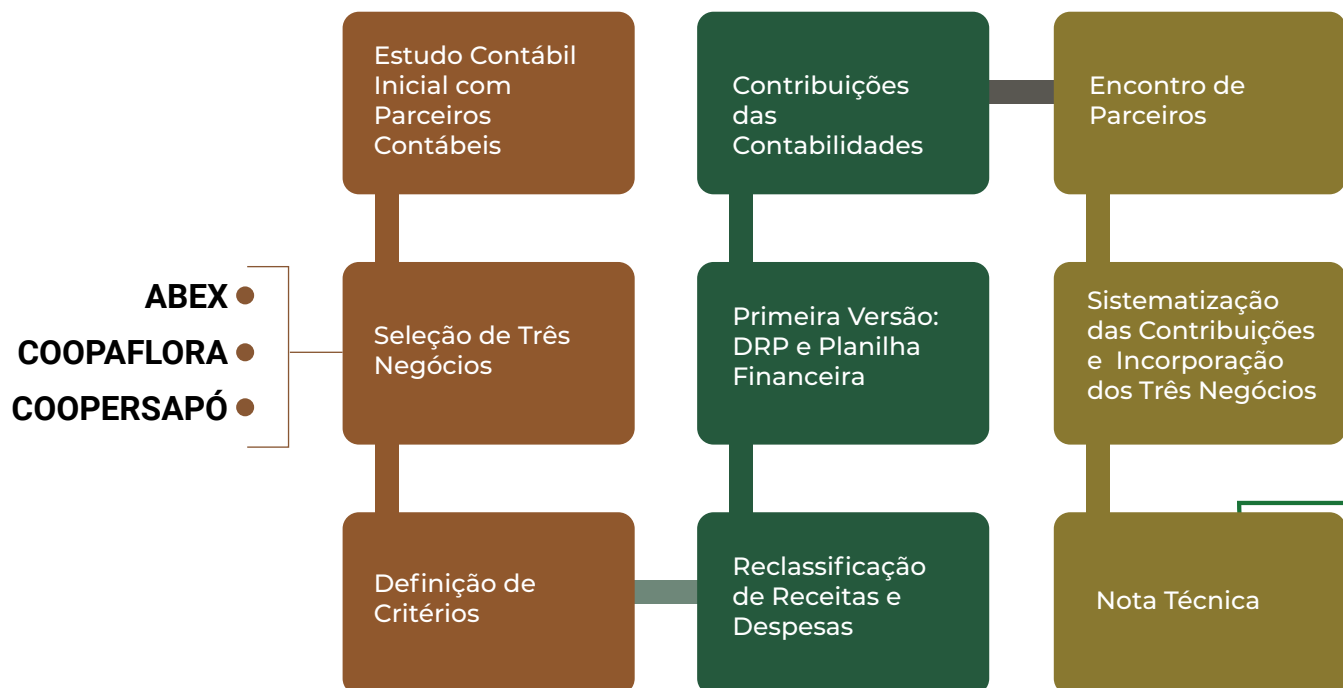 Estudo Contábil
Inicial com
Parceiros
Contábeis
ABEX
COOPAFLORA
COOPERSAPÓ
Seleção de Três
Negócios
Definição de
Critérios
Reclassificação
de Receitas e
Despesas
Primeira Versão:
DRP e Planilha
Financeira
Contribuições
das
Contabilidades
Encontro de
Parceiros
Sistematização
das Contribuições
e Incorporação
dos Três Negócios
Nota Técnica